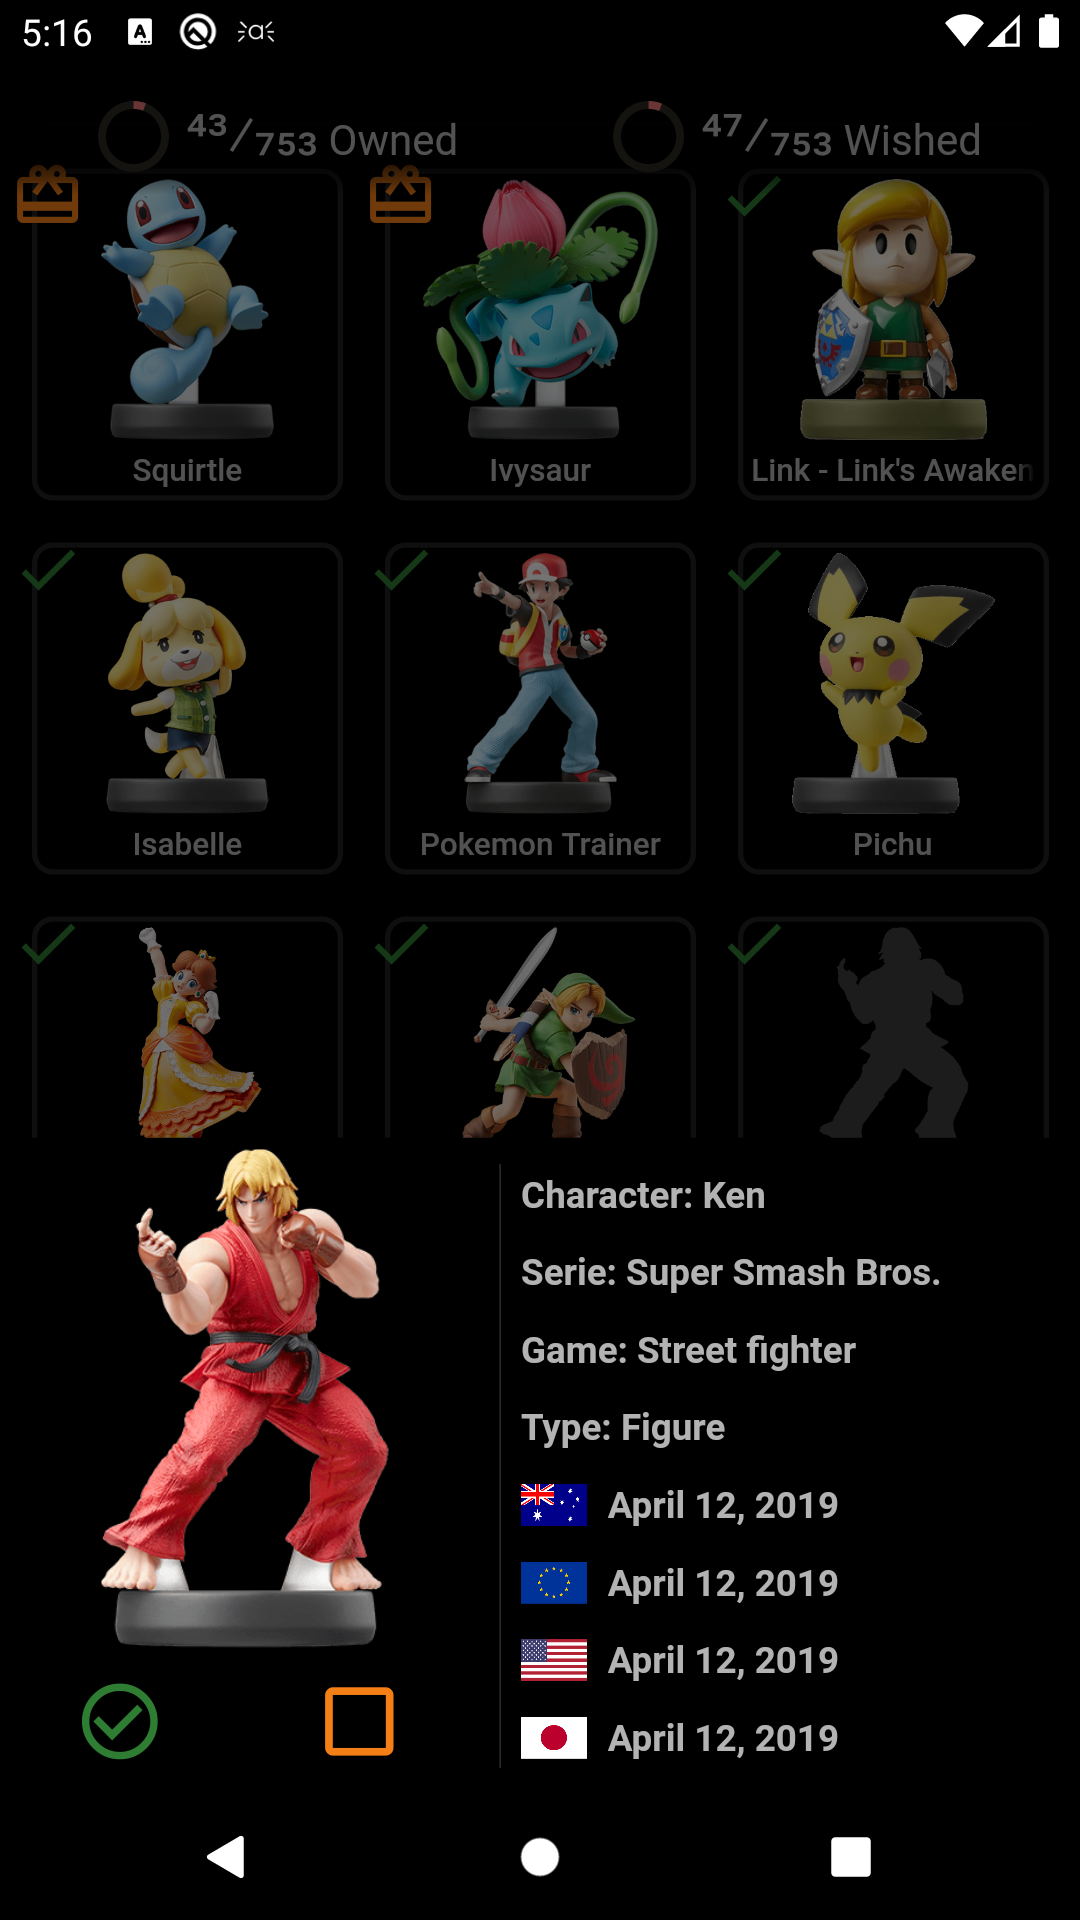 5:16
43/753 Owned
47/753 Wished
Squirtle
Ivysaur
Link - Link's Awaken
Isabelle
Pokemon Trainer
Pichu
Character: Ken
Serie: Super Smash Bros.
Game: Street fighter
Type: Figure
April 12, 2019
April 12, 2019
April 12, 2019
April 12, 2019